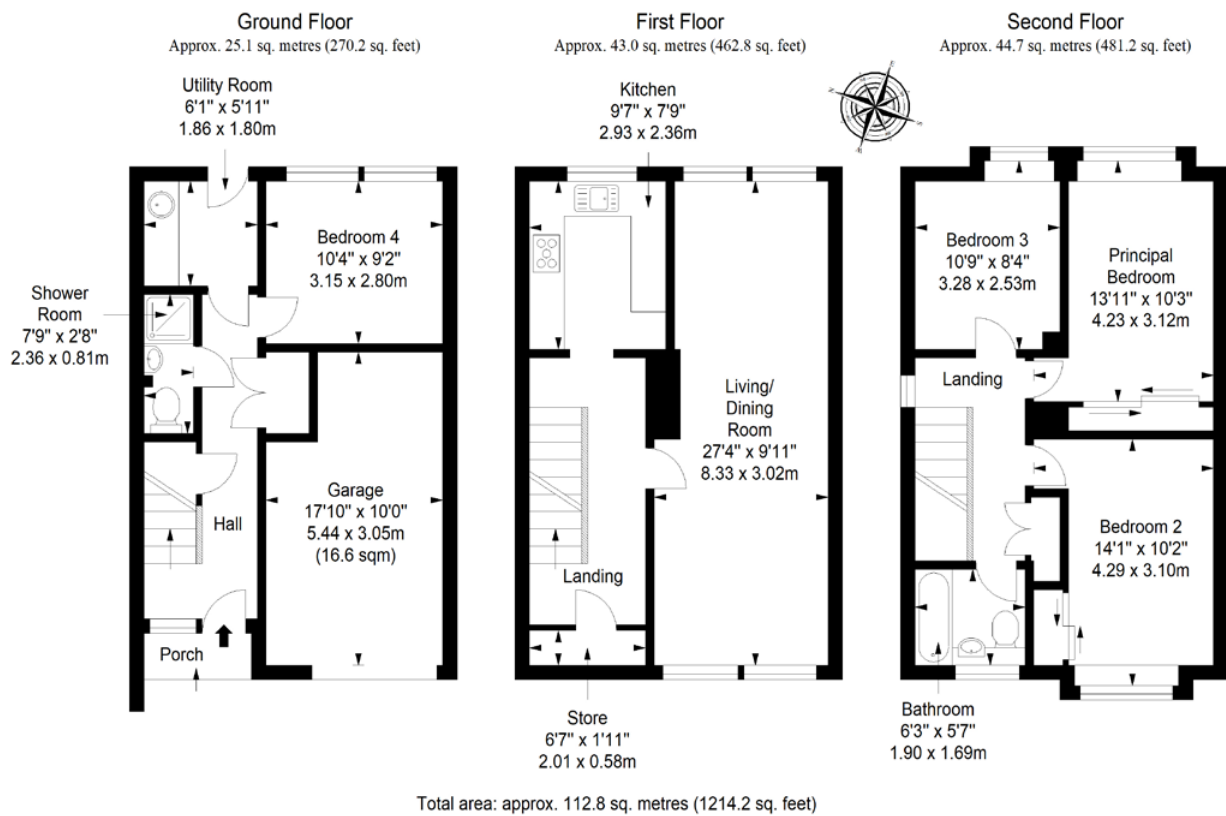 Ground Floor
Approx. 25.1 sq. metres (270.2 sq. feet)
Utility Room
6'1" x 5'11"
1.86 x 1.80m
Bedroom 4
10'4" x 9'2"
3.15 x 2.80m
Shower
Room
7'9" x 2'8"
2.36 x 0.81m
Garage
17'10" x 10'0"
5.44 x 3.05m
(16.6 sqm)
Hall
Porch
First Floor
Approx. 43.0 sq. metres (462.8 sq. feet)
Kitchen
9'7" x 7'9"
2.93 x 2.36m
Living/
Dining
Room
27'4" x 9'11"
8.33 x 3.02m
Landing
Store
6'7" x 1'11"
2.01 x 0.58m
Second Floor
Approx. 44.7 sq. metres (481.2 sq. feet)
Bedroom 3
10'9" x 8'4"
3.28 x 2.53m
Principal
Bedroom
13'11" x 10'3"
4.23 x 3.12m
Landing
Bedroom 2
14'1" x 10'2"
4.29 x 3.10m
Bathroom
6'3" x 5'7"
1.90 x 1.69m
Total area: approx. 112.8 sq. metres (1214.2 sq. feet)